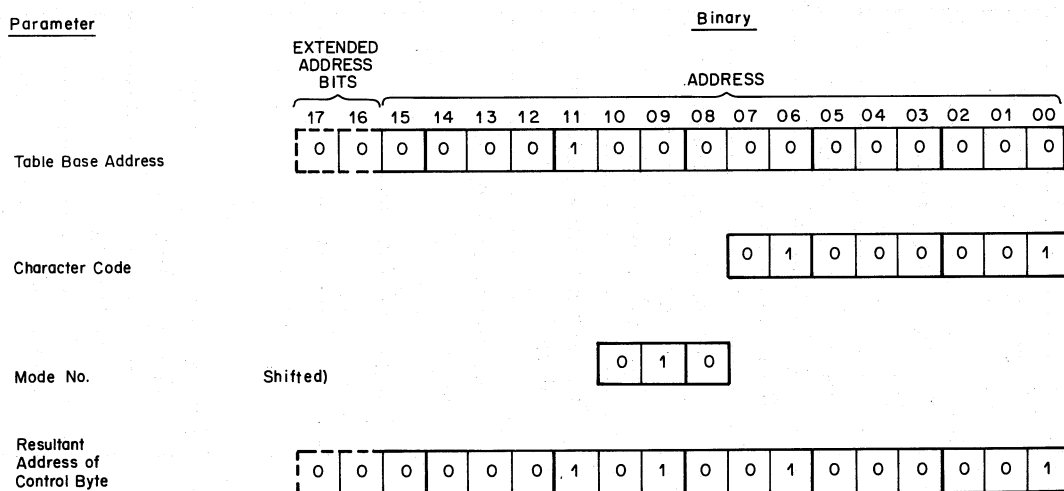 Parameter
Binary
EXTENDED
ADDRESS
BITS
.ADDRESS
17 16 15 14 13 12 11 10 09 08 07 06 05 04 03 02 01 00
Table Base Address 0 0 0 0 0 0 1 0 0 0 0 0 0 0 0 0 0 0
Character Code 0 1 0 0 0 0 0 1
Mode No. Shifted) 0 1 0
Resultant
Address of
Control Byte 0 0 0 0 0 0 1 0 1 0 0 1 0 0 0 0 0 1